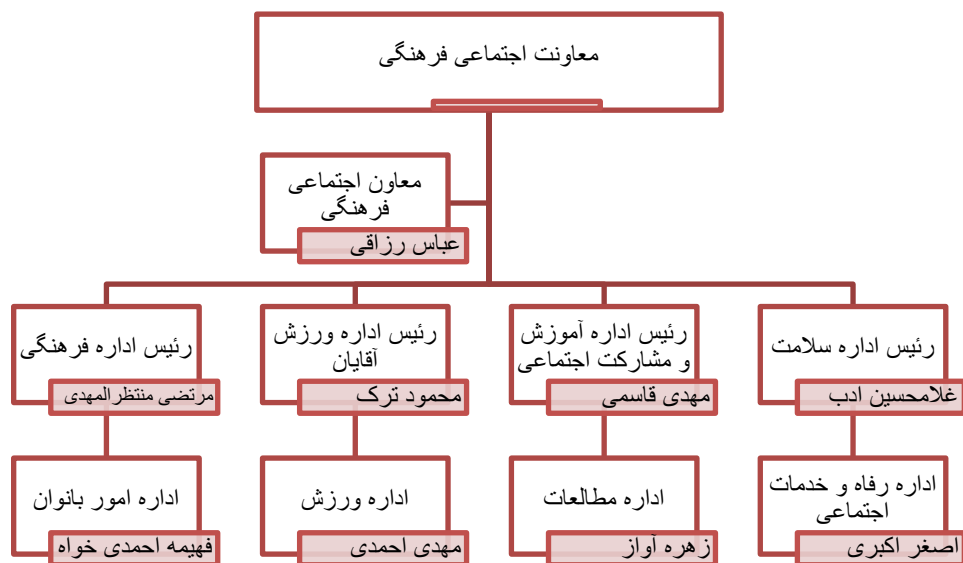 معاونت اجتماعی فرهنگی
معاون اجتماعی
فرهنگی
عباس رزاقی
رئیس اداره سلامت
غلامحسین ادب
رئیس اداره آموزش
و مشارکت اجتماعی
مهدی قاسمی
رئیس اداره ورزش
آقایان
محمود ترک
رئیس اداره فرهنگی
مرتضی منتظرالمهدی
اداره رفاه و خدمات
اجتماعی
اصغر اکبری
اداره مطالعات
زهره آواز
اداره ورزش
مهدی احمدی
اداره امور بانوان
فهیمه احمدی خواه